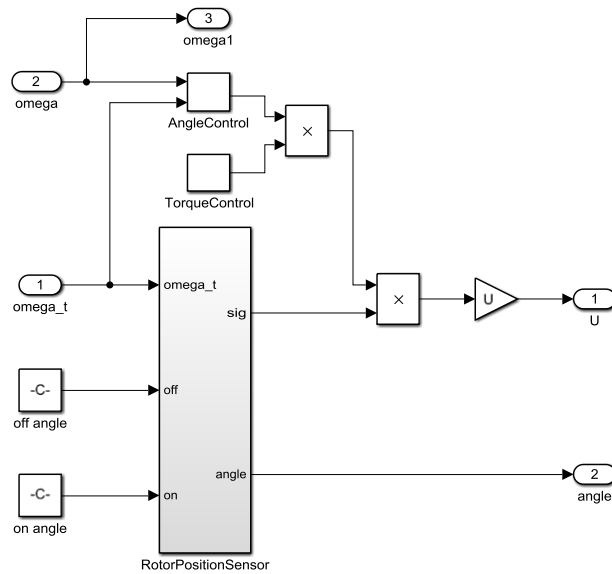 3
omega1
2
omega
AngleControl
×
TorqueControl
1
omega_t
omega_t
sig
×
U
1
U
-C-
off
off angle
angle
2
angle
-C-
on
on angle
RotorPositionSensor